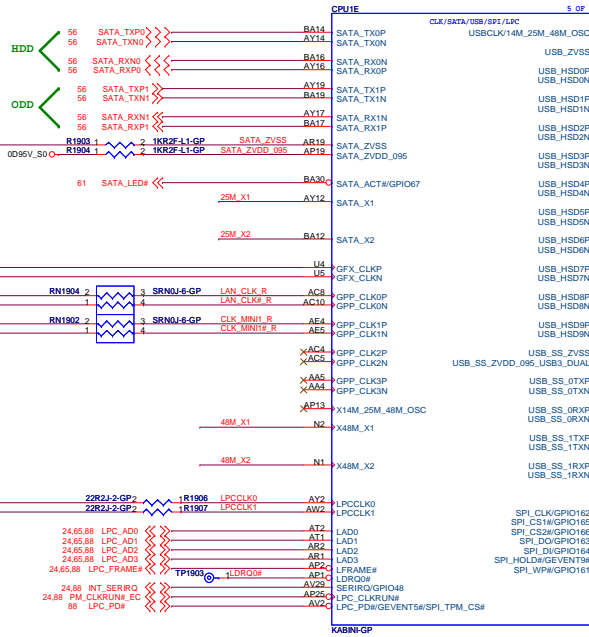 CPU1E 5 OF
CLK/SATA/USB/SPI/LPC
56 SATA_TXP0 BA14 SATA_TX0P USBCLK/14M_25M_48M_OSC
56 SATA_TXN0 AY14 SATA_TX0N
HDD
USB_ZVSS
56 SATA_RXN0 BA16 SATA_RX0N
56 SATA_RXP0 AY16 SATA_RX0P USB_HSD0P
USB_HSD0N
56 SATA_TXP1 AY19 SATA_TX1P
56 SATA_TXN1 BA19 SATA_TX1N USB_HSD1P
ODD
USB_HSD1N
56 SATA_RXN1 AY17 SATA_RX1N
56 SATA_RXP1 BA17 SATA_RX1P USB_HSD2P
USB_HSD2N
R1903 1 2 1KR2F-L1-GP SATA_ZVSS AR19 SATA_ZVSS
0D95V_S0 R1904 1 2 1KR2F-L1-GP SATA_ZVDD_095 AP19 SATA_ZVDD_095 USB_HSD3P
USB_HSD3N
61 SATA_LED# BA30 SATA_ACT#/GPIO67 USB_HSD4P
USB_HSD4N
25M_X1 AY12 SATA_X1
USB_HSD5P
USB_HSD5N
25M_X2 BA12 SATA_X2 USB_HSD6P
USB_HSD6N
U4 GFX_CLKP USB_HSD7P
U5 GFX_CLKN USB_HSD7N
RN1904 2 3 SRN0J-6-GP LAN_CLK_R AC8 GPP_CLK0P USB_HSD8P
1 4 LAN_CLK#_R AC10 GPP_CLK0N USB_HSD8N
RN1902 2 3 SRN0J-6-GP CLK_MINI1_R AE4 GPP_CLK1P USB_HSD9P
1 4 CLK_MINI1#_R AE5 GPP_CLK1N USB_HSD9N
AC4 GPP_CLK2P USB_SS_ZVSS
AC5 GPP_CLK2N USB_SS_ZVDD_095_USB3_DUAL
AA5 GPP_CLK3P USB_SS_0TXP
AA4 GPP_CLK3N USB_SS_0TXN
AP13 X14M_25M_48M_OSC USB_SS_0RXP
USB_SS_0RXN
48M_X1 N2 X48M_X1
USB_SS_1TXP
USB_SS_1TXN
48M_X2 N1 X48M_X2 USB_SS_1RXP
USB_SS_1RXN
22R2J-2-GP 2 1 R1906 LPCCLK0 AY2 LPCCLK0
22R2J-2-GP 2 1 R1907 LPCCLK1 AW2 LPCCLK1 SPI_CLK/GPIO162
SPI_CS1#/GPIO165
24,65,88 LPC_AD0 AT2 LAD0 SPI_CS2#/GPIO166
24,65,88 LPC_AD1 AT1 LAD1 SPI_DO/GPIO163
24,65,88 LPC_AD2 AR2 LAD2 SPI_DI/GPIO164
24,65,88 LPC_AD3 AR1 LAD3 SPI_HOLD#/GEVENT9#
24,65,88 LPC_FRAME# AP2 LFRAME# SPI_WP#/GPIO161
TP1903 1 LDRQ0# AP1 LDRQ0#
24,88 INT_SERIRQ AV29 SERIRQ/GPIO48
24,88 PM_CLKRUN#_EC AP25 LPC_CLKRUN#
88 LPC_PD# AV2 LPC_PD#/GEVENT5#/SPI_TPM_CS#
KABINI-GP